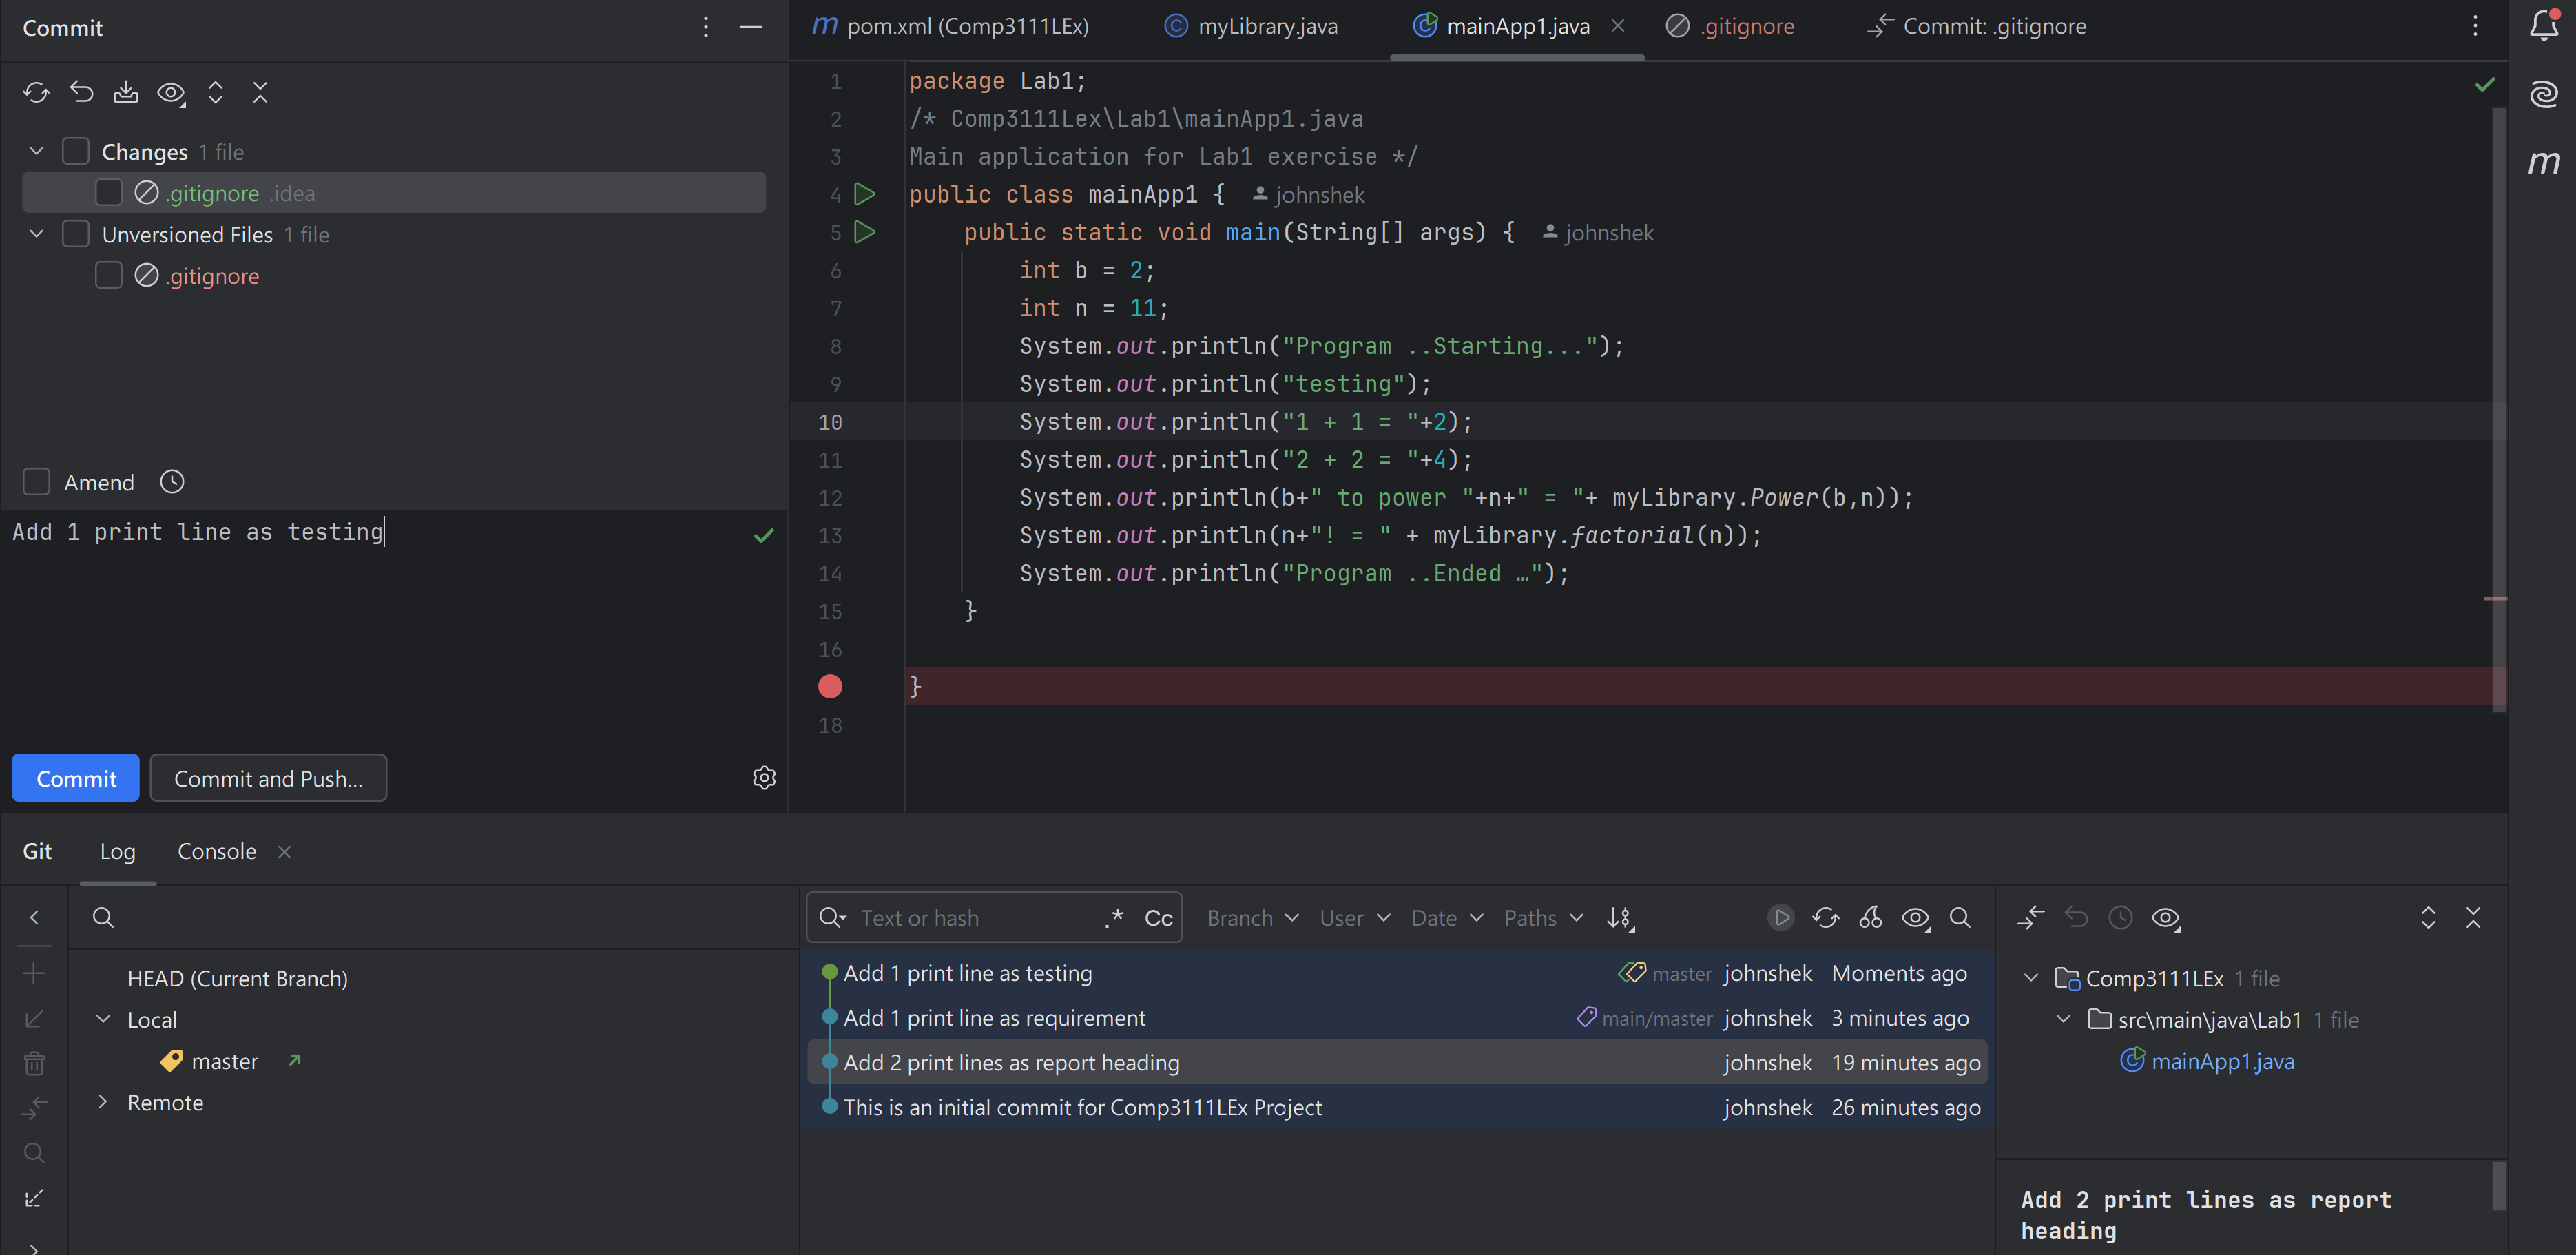 Commit
Changes 1 file
.gitignore .idea
Unversioned Files 1 file
.gitignore
Amend
Add 1 print line as testing
Commit
Commit and Push...
m pom.xml (Comp3111LEx)
myLibrary.java
mainApp1.java
.gitignore
Commit: .gitignore
1 package Lab1;
2 /* Comp3111Lex\Lab1\mainApp1.java
3 Main application for Lab1 exercise */
4 public class mainApp1 { johnshek
5 public static void main(String[] args) { johnshek
6 int b = 2;
7 int n = 11;
8 System.out.println("Program ..Starting...");
9 System.out.println("testing");
10 System.out.println("1 + 1 = "+2);
11 System.out.println("2 + 2 = "+4);
12 System.out.println(b+" to power "+n+" = "+ myLibrary.Power(b,n));
13 System.out.println(n+"! = " + myLibrary.factorial(n));
14 System.out.println("Program ..Ended …");
15 }
16
}
18
m
Git
Log
Console
HEAD (Current Branch)
Local
master
Remote
Text or hash
.* Cc
Branch
User
Date
Paths
Add 1 print line as testing master johnshek Moments ago
Add 1 print line as requirement main/master johnshek 3 minutes ago
Add 2 print lines as report heading johnshek 19 minutes ago
This is an initial commit for Comp3111LEx Project johnshek 26 minutes ago
Comp3111LEx 1 file
src\main\java\Lab1 1 file
mainApp1.java
Add 2 print lines as report
heading